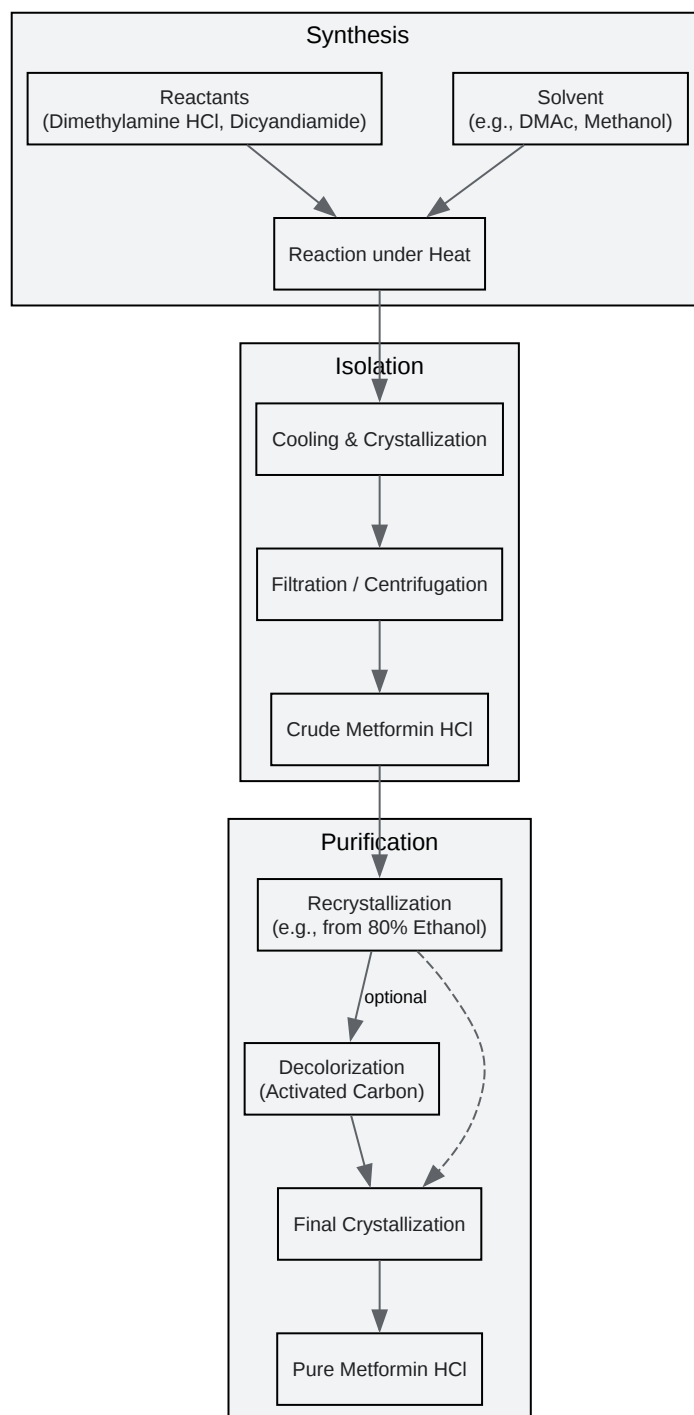 Synthesis
Reactants
(Dimethylamine HCl, Dicyandiamide)
Solvent
(e.g., DMAc, Methanol)
Reaction under Heat
Isolation
Cooling & Crystallization
Filtration / Centrifugation
Crude Metformin HCl
Purification
Recrystallization
(e.g., from 80% Ethanol)
optional
Decolorization
(Activated Carbon)
Final Crystallization
Pure Metformin HCl